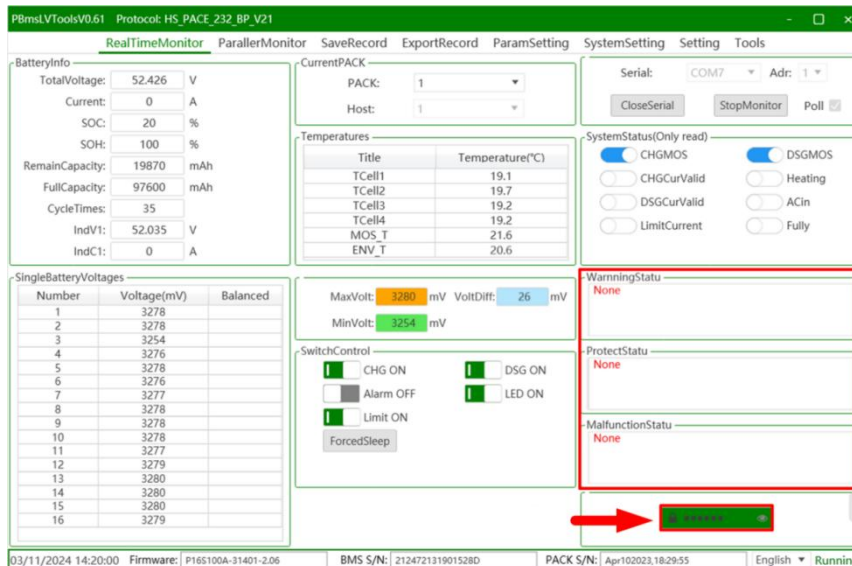 PBmsLVToolsV0.61 Protocol: HS_PACE_232_BP_V21
RealTimeMonitor ParallerMonitor SaveRecord ExportRecord ParamSetting SystemSetting Setting Tools
BatteryInfo
TotalVoltage: 52.426 V
Current: 0 A
SOC: 20 %
SOH: 100 %
RemainCapacity: 19870 mAh
FullCapacity: 97600 mAh
CycleTimes: 35
IndV1: 52.035 V
IndC1: 0 A
CurrentPACK
PACK: 1
Host: 1
Serial: COM7 Adr: 1
CloseSerial StopMonitor Poll
Temperatures
Title Temperature(℃)
TCell1 19.1
TCell2 19.7
TCell3 19.2
TCell4 19.2
MOS_T 21.6
ENV_T 20.6
SystemStatus(Only read)
CHGMOS DSGMOS
CHGCurValid Heating
DSGCurValid ACin
LimitCurrent Fully
SingleBatteryVoltages
Number Voltage(mV) Balanced
1 3278
2 3278
3 3254
4 3276
5 3278
6 3276
7 3277
8 3278
9 3278
10 3278
11 3277
12 3279
13 3280
14 3280
15 3280
16 3279
MaxVolt: 3280 mV VoltDiff: 26 mV
MinVolt: 3254 mV
SwitchControl
CHG ON DSG ON
Alarm OFF LED ON
Limit ON
ForcedSleep
WarnningStatu
None
ProtectStatu
None
MalfunctionStatu
None
03/11/2024 14:20:00 Firmware: P16S100A-31401-2.06 BMS S/N: 212472131901528D PACK S/N: Apr102023,18:29:55 English Runnin